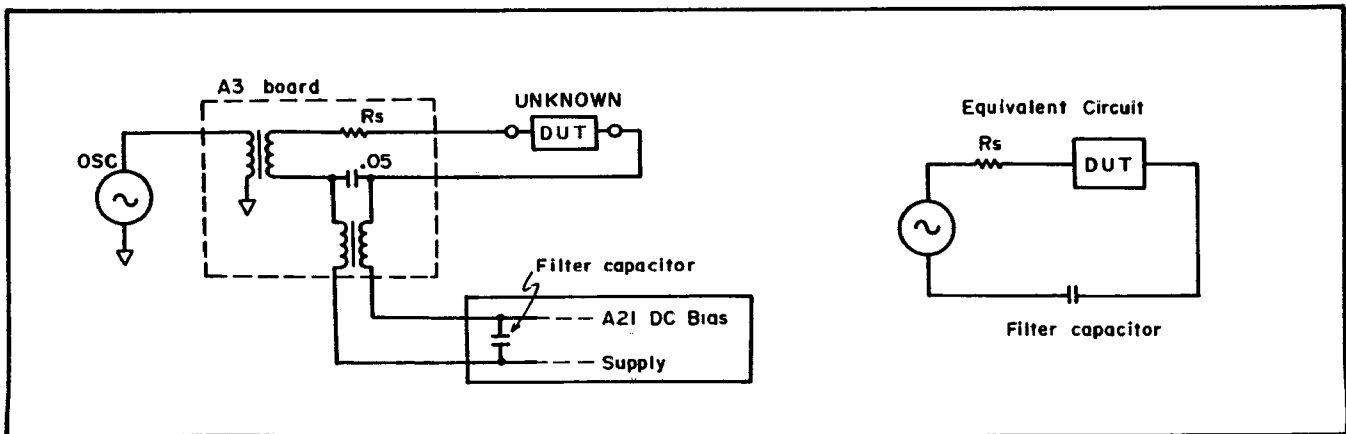 A3 board
Rs
UNKNOWN
DUT
OSC
.05
Filter capacitor
A21 DC Bias
Supply
Equivalent Circuit
Rs
DUT
Filter capacitor